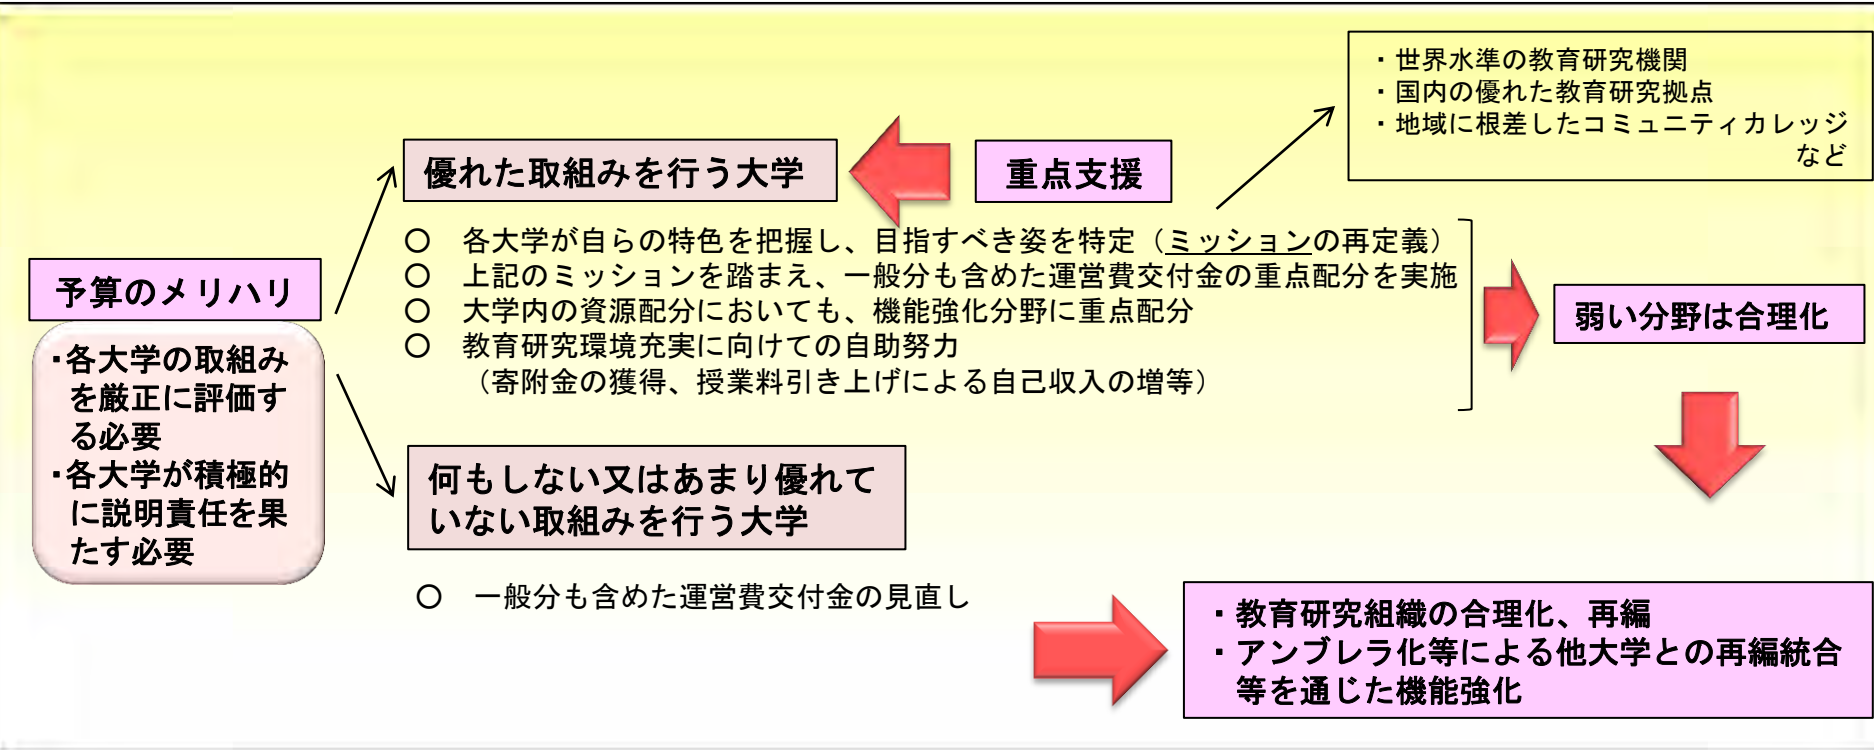 ・世界水準の教育研究機関
・国内の優れた教育研究拠点
・地域に根差したコミュニティカレッジ
など
優れた取組みを行う大学
重点支援
〇 各大学が自らの特色を把握し、目指すべき姿を特定（ミッションの再定義）
〇 上記のミッションを踏まえ、一般分も含めた運営費交付金の重点配分を実施
〇 大学内の資源配分においても、機能強化分野に重点配分
〇 教育研究環境充実に向けての自助努力
（寄附金の獲得、授業料引き上げによる自己収入の増等）
予算のメリハリ
・各大学の取組み
を厳正に評価す
る必要
・各大学が積極的
に説明責任を果
たす必要
弱い分野は合理化
何もしない又はあまり優れて
いない取組みを行う大学
〇 一般分も含めた運営費交付金の見直し
・教育研究組織の合理化、再編
・アンブレラ化等による他大学との再編統合
等を通じた機能強化